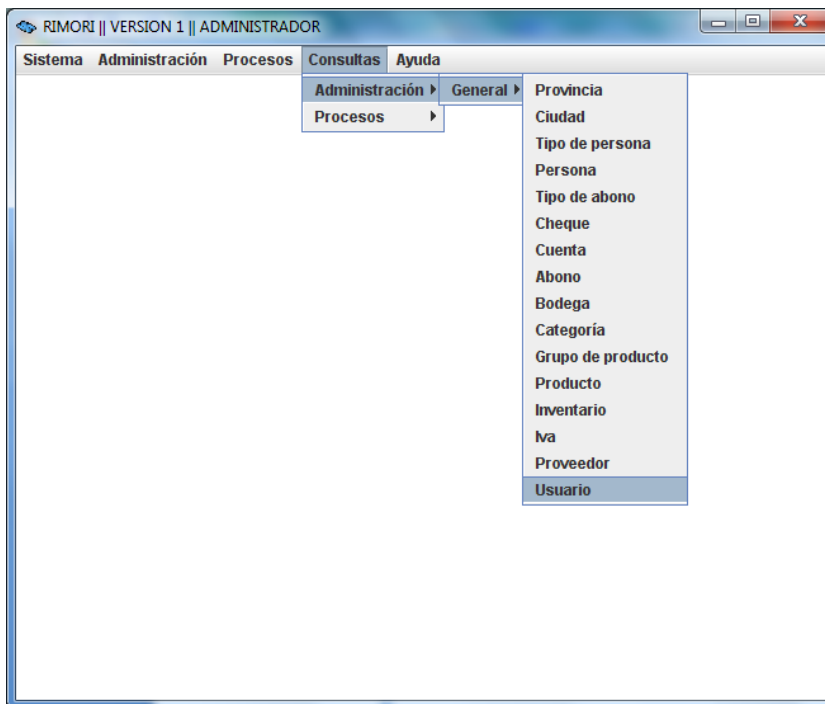 RIMORI || VERSION 1 || ADMINISTRADOR
Sistema Administración Procesos Consultas Ayuda
Administración General Provincia
Procesos Ciudad
Tipo de persona
Persona
Tipo de abono
Cheque
Cuenta
Abono
Bodega
Categoría
Grupo de producto
Producto
Inventario
Iva
Proveedor
Usuario